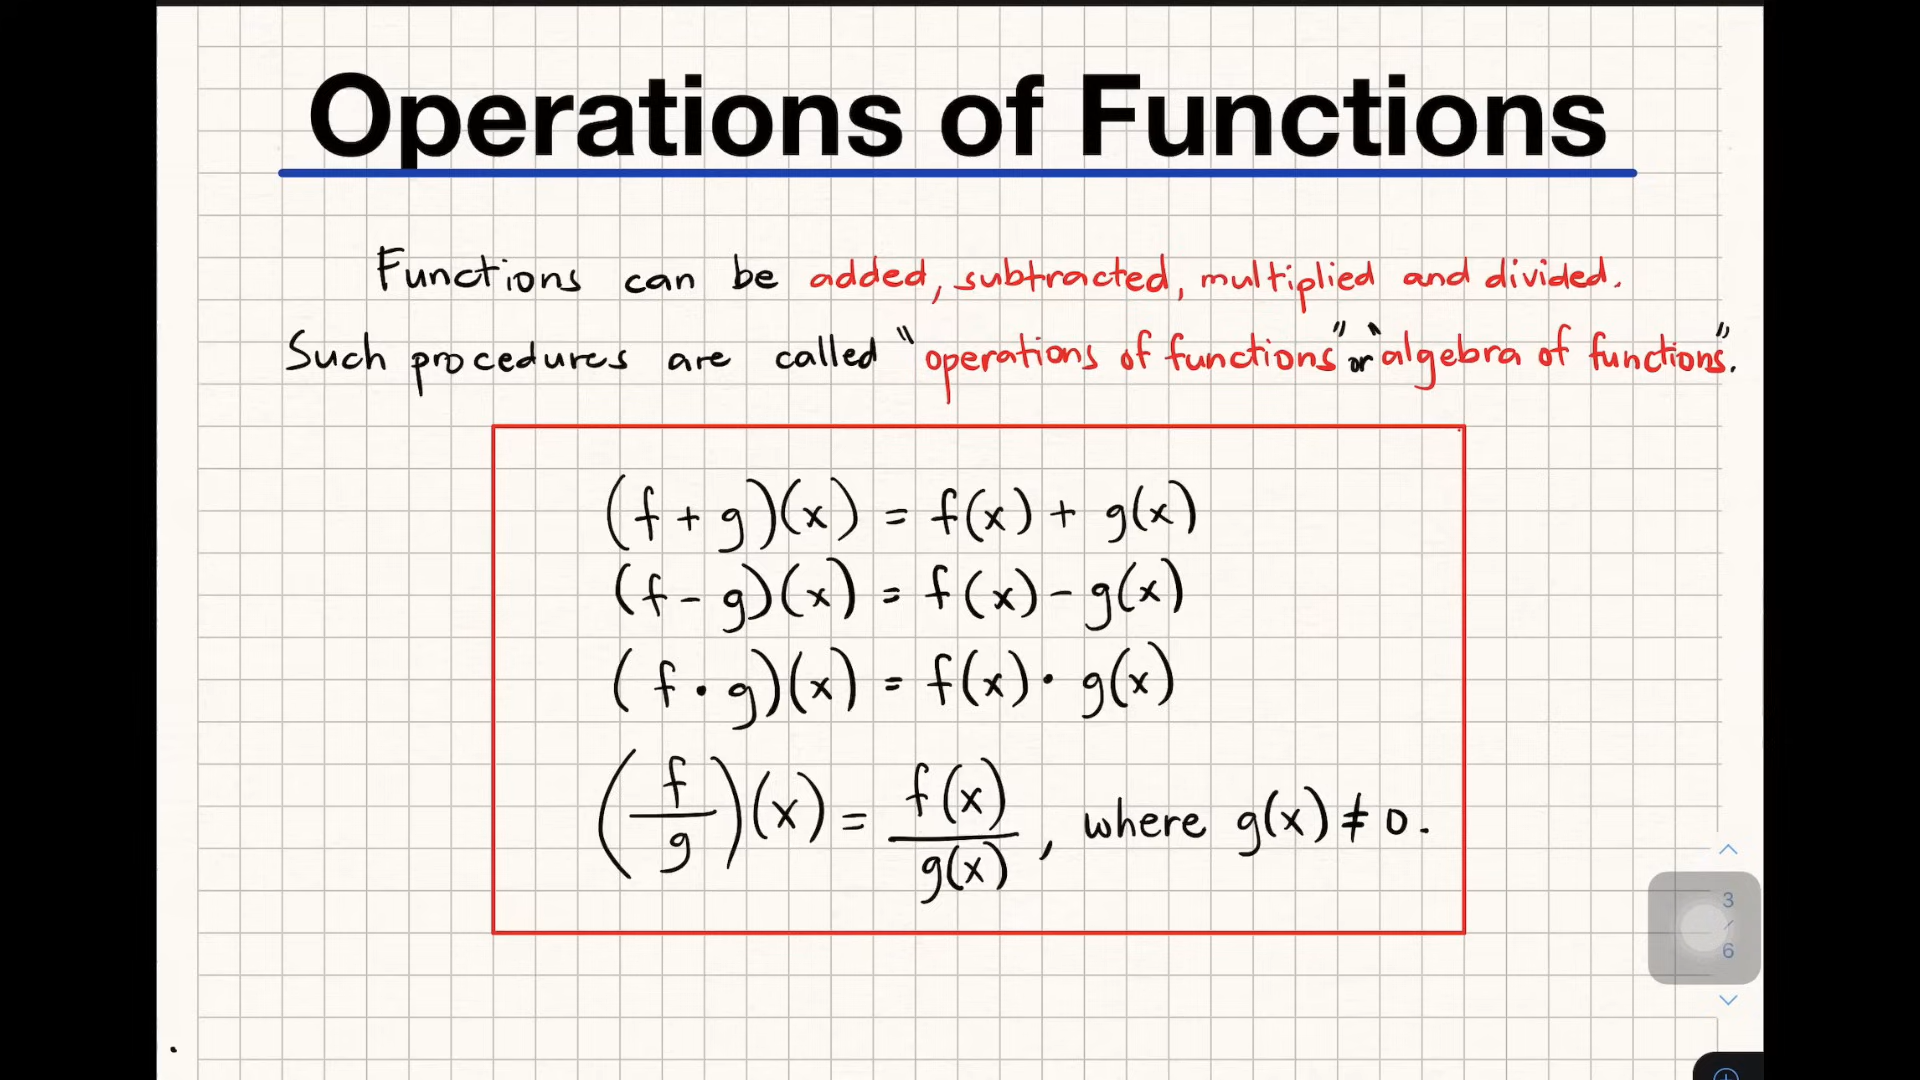 Operations of Functions
Functions can be added, subtracted, multiplied and divided.
Such procedures are called "operations of functions" or "algebra of functions".
(f + g)(x) = f(x) + g(x)
(f - g)(x) = f(x) - g(x)
(f · g)(x) = f(x) · g(x)
(f/g)(x) = f(x)/g(x), where g(x) ≠ 0.
3
/
6